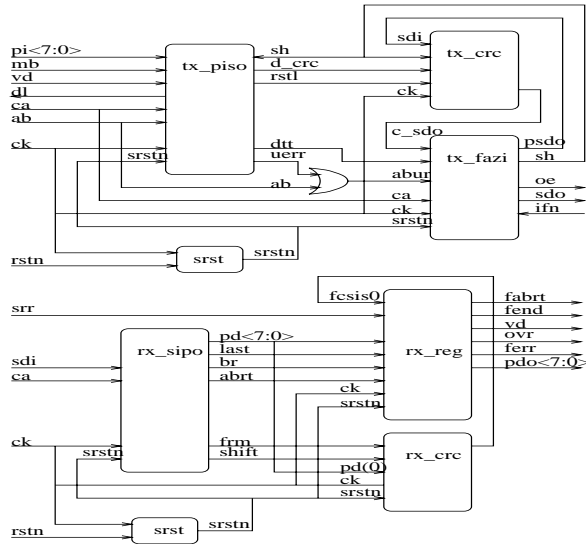 pi<7:0>
mb
vd
dl
ca
ab
ck
srstn
rstn
tx_piso
sh
d_crc
rstl
dtt
uerr
ab
sdi
tx_crc
ck
c_sdo
tx_fazi
abur
ca
ck
srstn
psdo
sh
oe
sdo
ifn
srst
srstn
srr
sdi
ca
ck
srstn
rstn
rx_sipo
pd<7:0>
last
br
abrt
frm
shift
srst
srstn
fcsis0
rx_reg
ck
srstn
fabrt
fend
vd
ovr
ferr
pdo<7:0>
rx_crc
pd(0)
ck
srstn